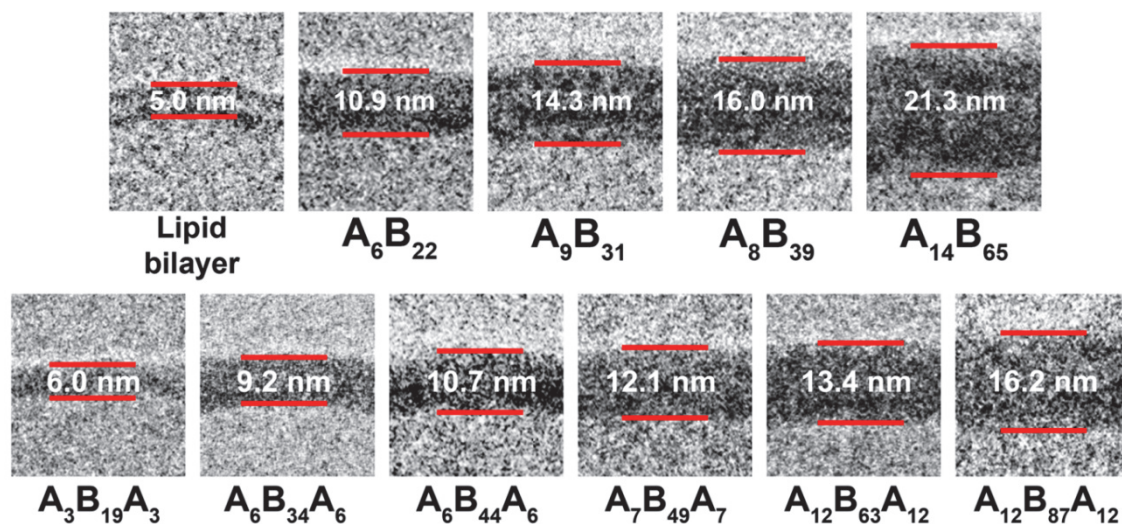 5.0 nm 10.9 nm 14.3 nm 16.0 nm 21.3 nm
Lipid bilayer A₆B₂₂ A₉B₃₁ A₈B₃₉ A₁₄B₆₅
6.0 nm 9.2 nm 10.7 nm 12.1 nm 13.4 nm 16.2 nm
A₃B₁₉A₃ A₆B₃₄A₆ A₆B₄₄A₆ A₇B₄₉A₇ A₁₂B₆₃A₁₂ A₁₂B₈₇A₁₂